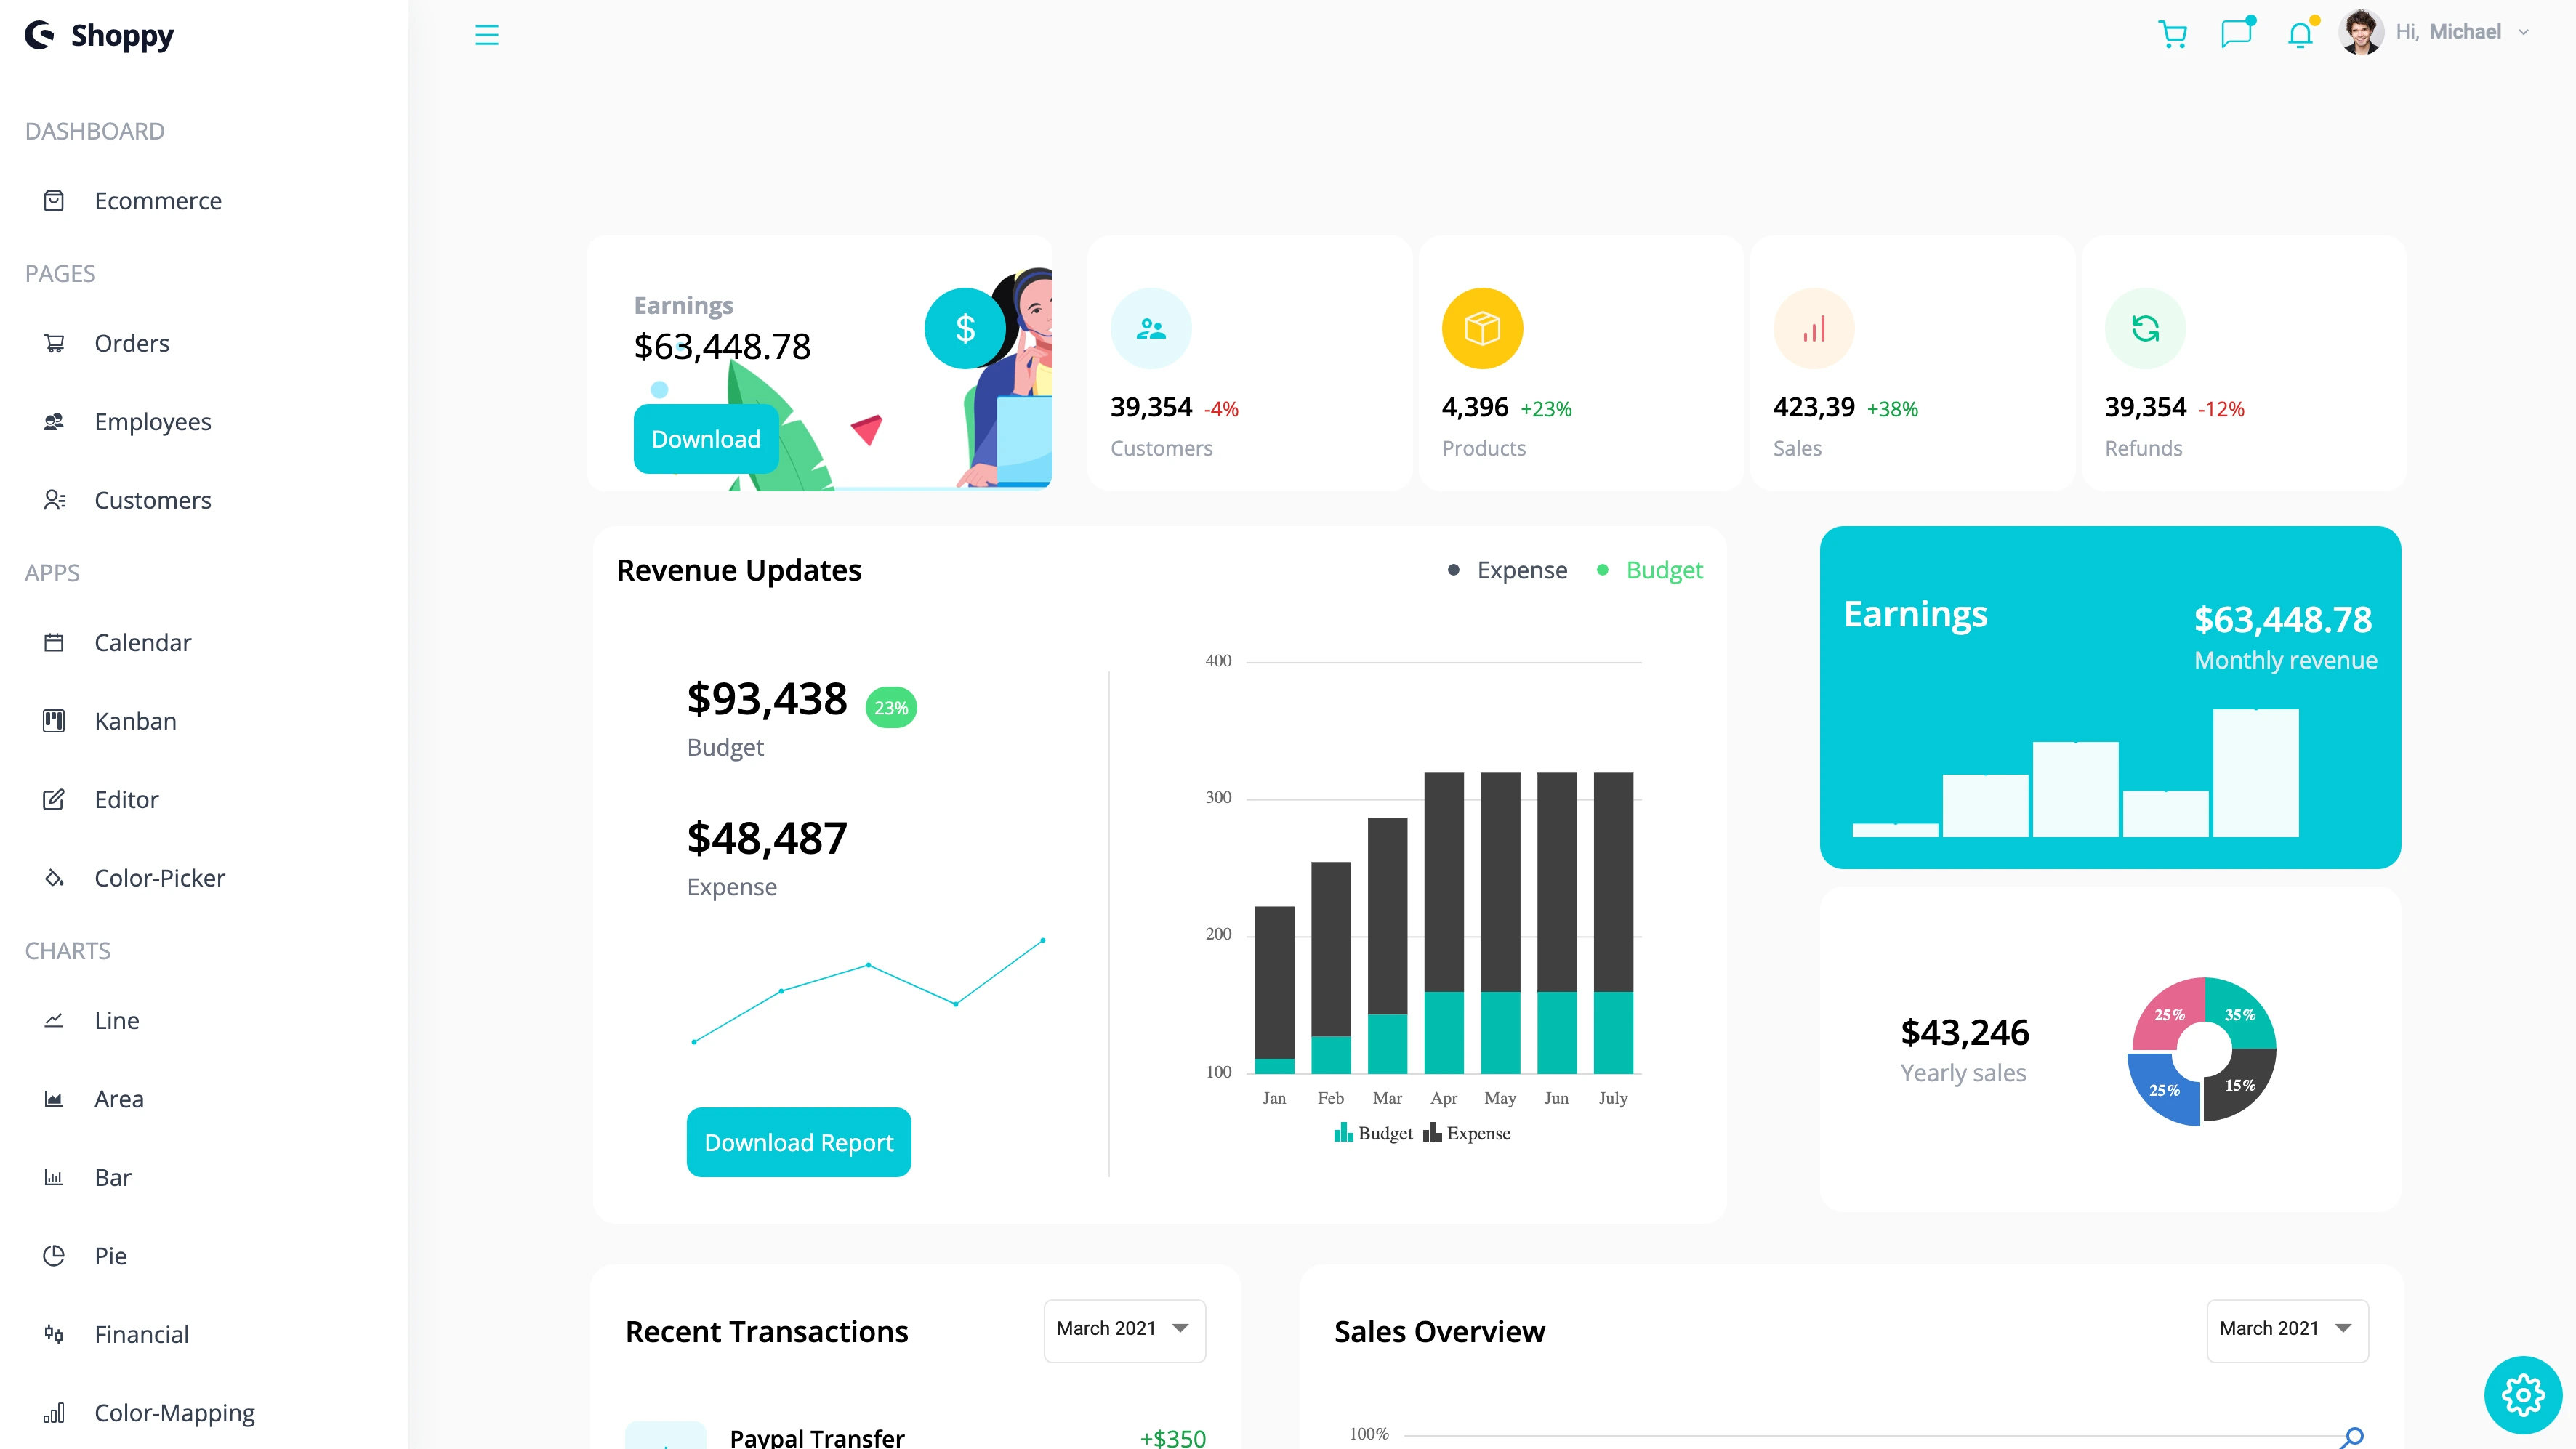 Shoppy
Hi, Michael
DASHBOARD
Ecommerce
PAGES
Orders
Employees
Customers
APPS
Calendar
Kanban
Editor
Color-Picker
CHARTS
Line
Area
Bar
Pie
Financial
Color-Mapping
Earnings
$63,448.78
Download
$
39,354 -4%
Customers
4,396 +23%
Products
423,39 +38%
Sales
39,354 -12%
Refunds
Revenue Updates
Expense
Budget
$93,438 23%
Budget
$48,487
Expense
Download Report
400
300
200
100
Jan Feb Mar Apr May Jun July
Budget Expense
Earnings
$63,448.78
Monthly revenue
$43,246
Yearly sales
25% 35%
25% 15%
Recent Transactions
March 2021
Paypal Transfer
+$350
Sales Overview
March 2021
100%